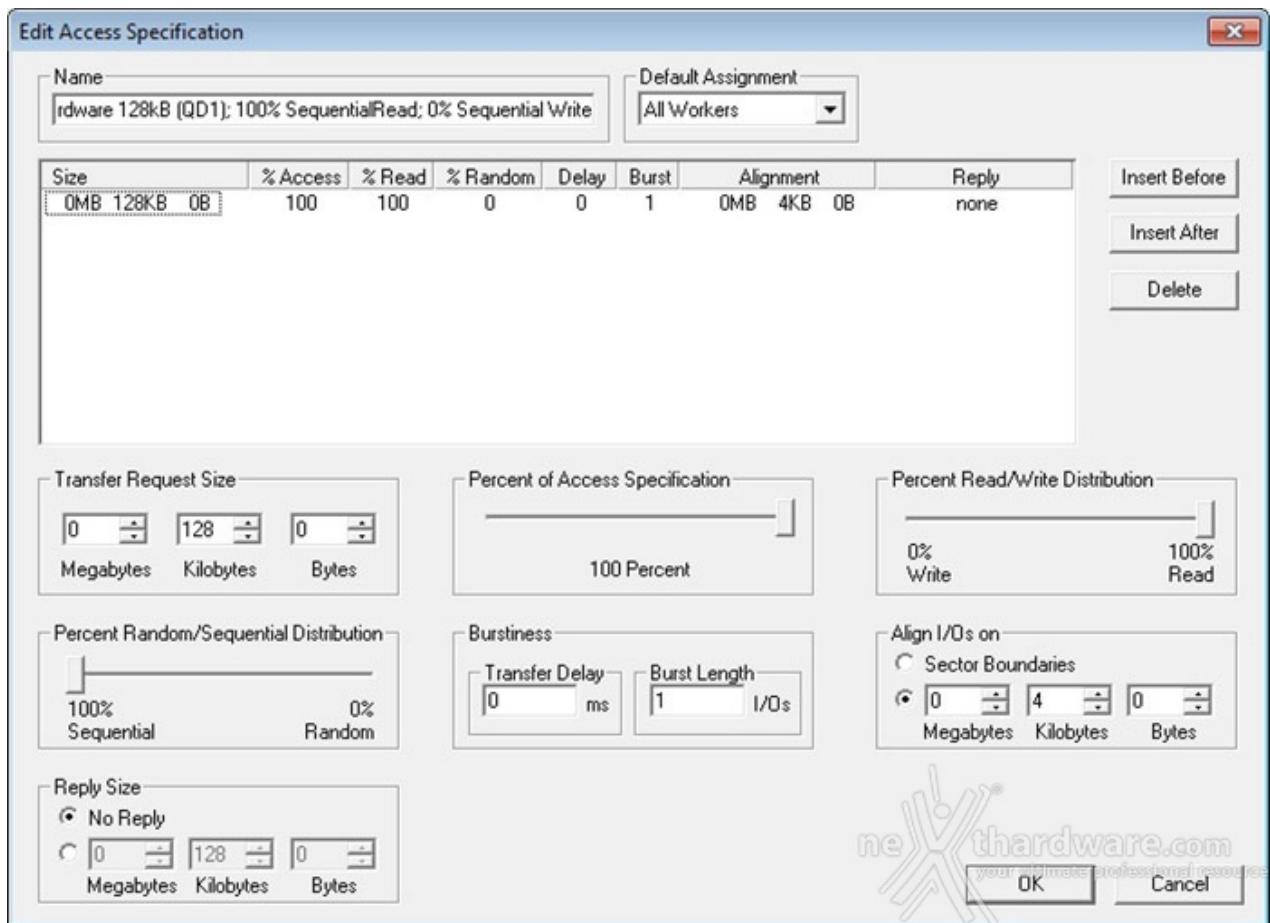 Edit Access Specification
Name
rdware 128kB (QD1); 100% SequentialRead; 0% Sequential Write
Default Assignment
All Workers
Size % Access % Read % Random Delay Burst Alignment Reply
0MB 128KB 0B 100 100 0 0 1 0MB 4KB 0B none
Insert Before
Insert After
Delete
Transfer Request Size
0 128 0
Megabytes Kilobytes Bytes
Percent of Access Specification
100 Percent
Percent Read/Write Distribution
0% 100%
Write Read
Percent Random/Sequential Distribution
100% 0%
Sequential Random
Burstiness
Transfer Delay
0 ms
Burst Length
1 I/Os
Align I/Os on
Sector Boundaries
0 4 0
Megabytes Kilobytes Bytes
Reply Size
No Reply
0 128 0
Megabytes Kilobytes Bytes
nexthardware.com
your ultimate professional resource
OK Cancel